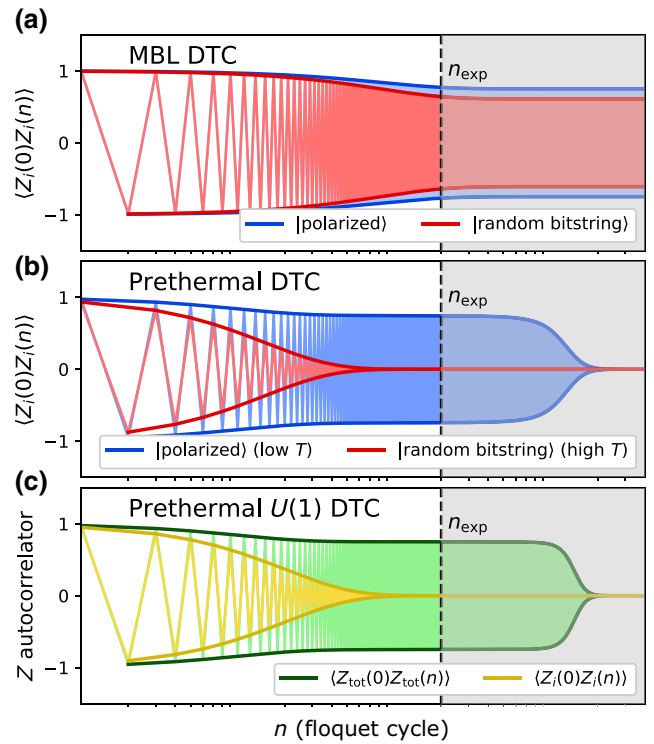 (a)
MBL DTC
n_exp
1
0
−1
⟨Z_i(0)Z_i(n)⟩
|polarized⟩ |random bitstring⟩
(b)
Prethermal DTC
n_exp
1
0
−1
⟨Z_i(0)Z_i(n)⟩
|polarized⟩ (low T) |random bitstring⟩ (high T)
(c)
Prethermal U(1) DTC
n_exp
1
0
−1
Z autocorrelator
⟨Z_tot(0)Z_tot(n)⟩ ⟨Z_i(0)Z_i(n)⟩
n (floquet cycle)